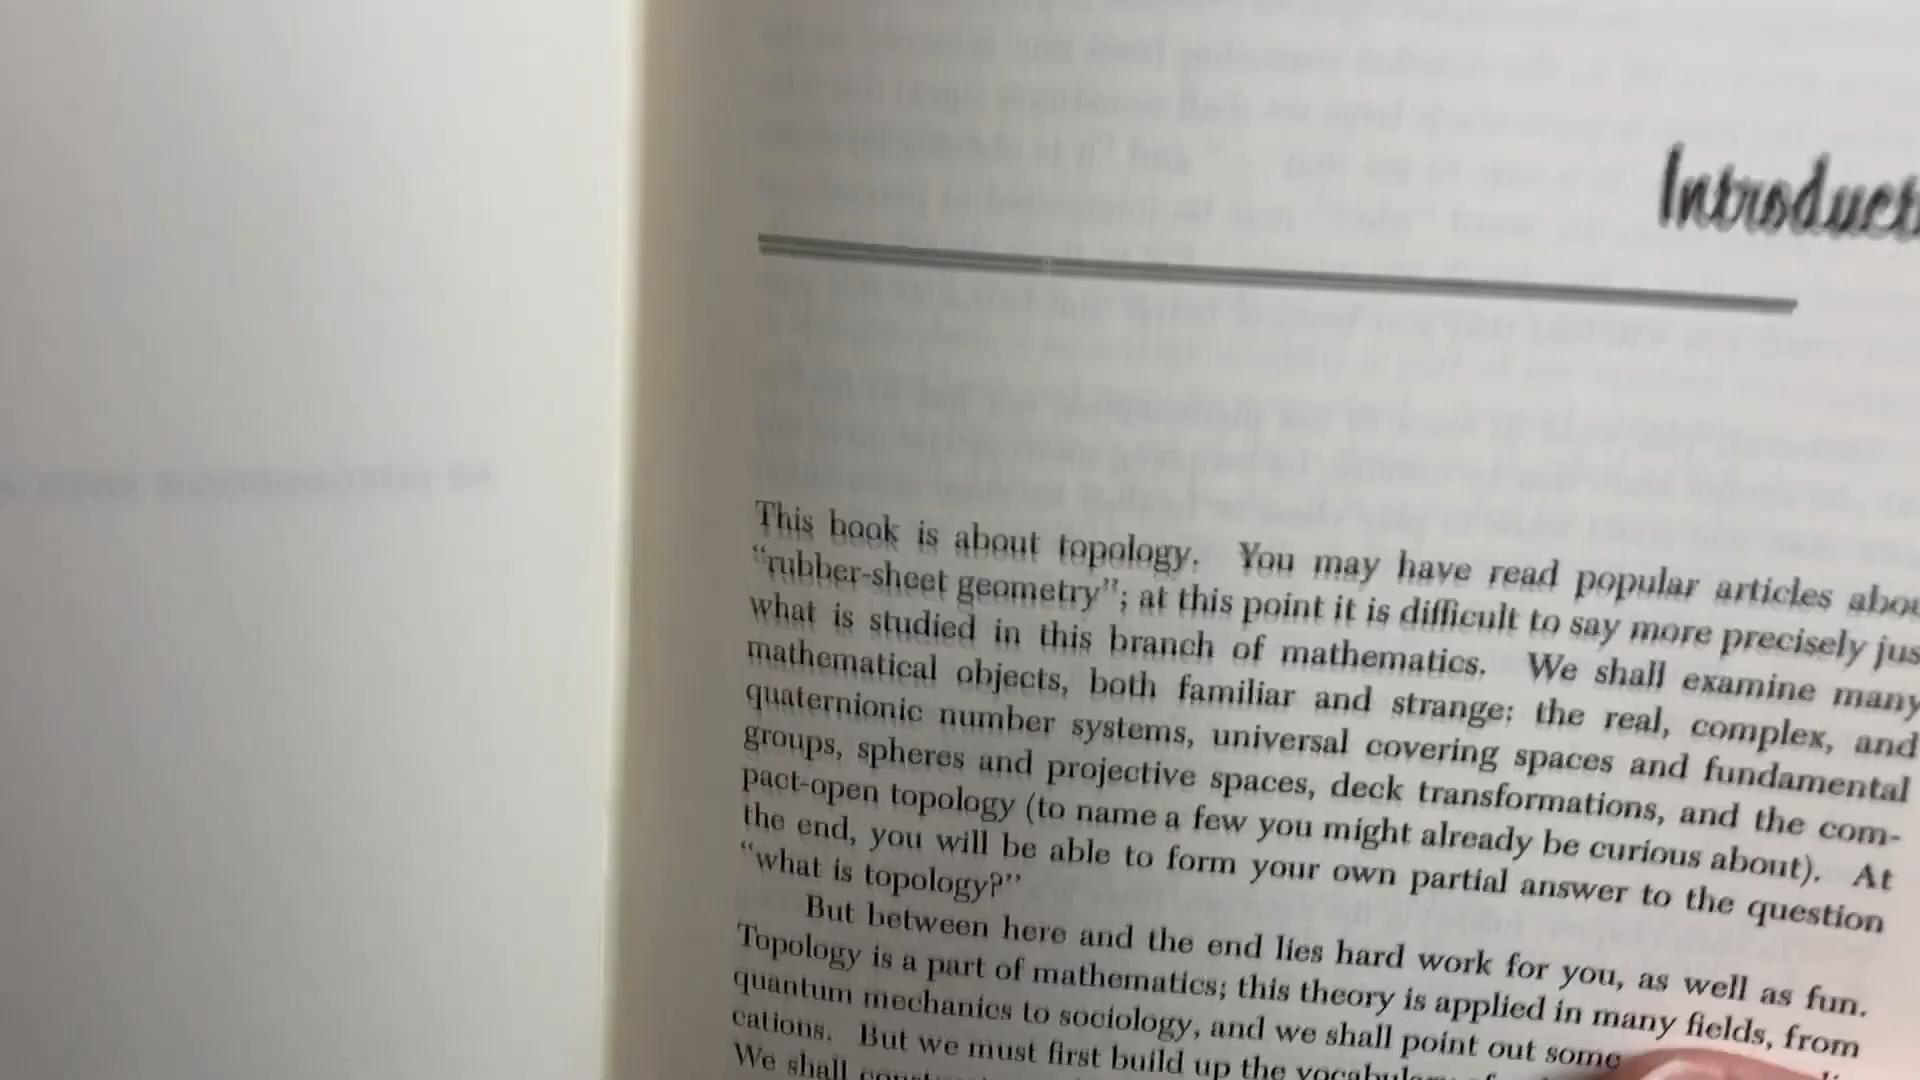 Introduct
This book is about topology. You may have read popular articles abou
“rubber-sheet geometry”; at this point it is difficult to say more precisely jus
what is studied in this branch of mathematics. We shall examine many
mathematical objects, both familiar and strange: the real, complex, and
quaternionic number systems, universal covering spaces and fundamental
groups, spheres and projective spaces, deck transformations, and the com-
pact-open topology (to name a few you might already be curious about). At
the end, you will be able to form your own partial answer to the question
“what is topology?”
But between here and the end lies hard work for you, as well as fun.
Topology is a part of mathematics; this theory is applied in many fields, from
quantum mechanics to sociology, and we shall point out some
cations. But we must first build up the vocabulary
We shall